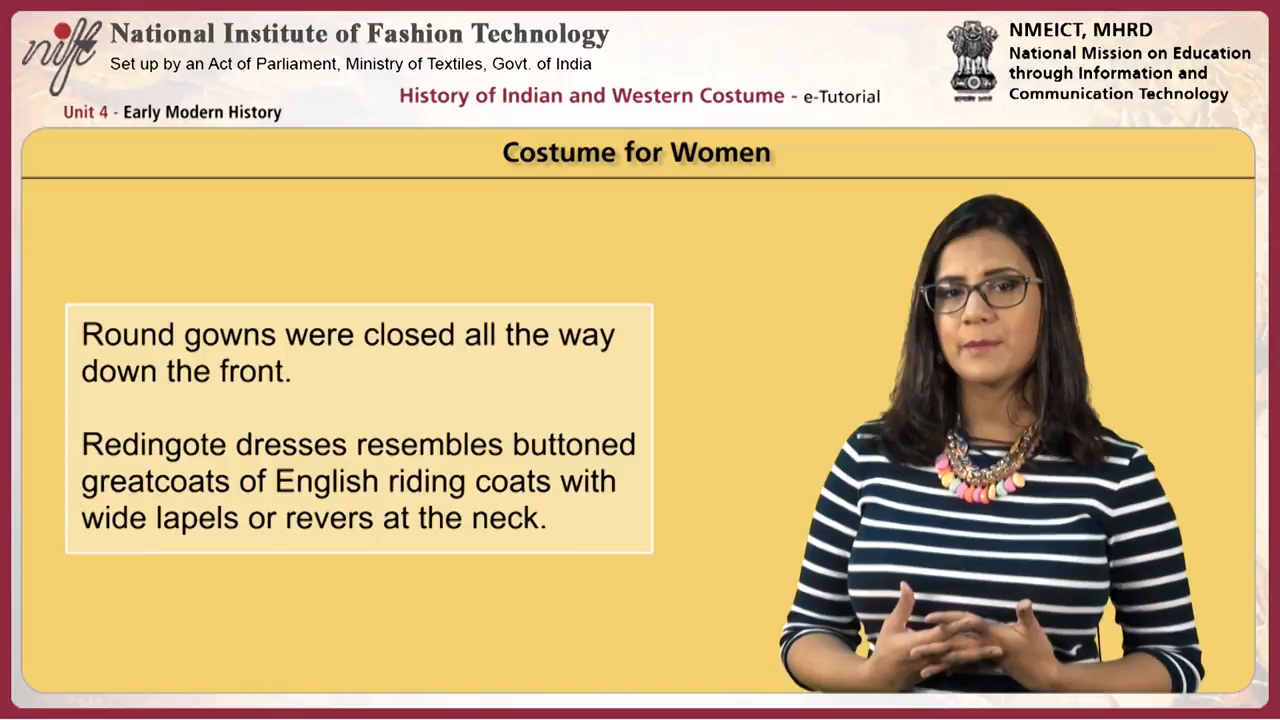 nift
National Institute of Fashion Technology
Set up by an Act of Parliament, Ministry of Textiles, Govt. of India
NMEICT, MHRD
National Mission on Education
through Information and
Communication Technology
History of Indian and Western Costume - e-Tutorial
Unit 4 - Early Modern History
Costume for Women
Round gowns were closed all the way
down the front.
Redingote dresses resembles buttoned
greatcoats of English riding coats with
wide lapels or revers at the neck.